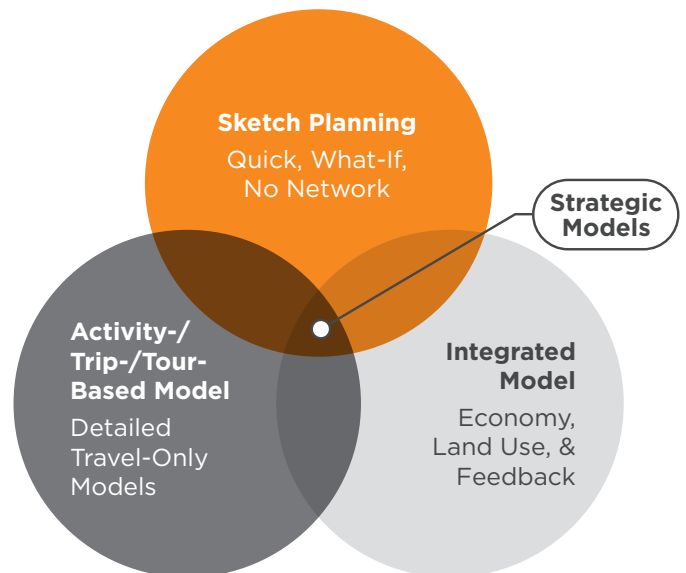 Sketch Planning
Quick, What-If,
No Network
Strategic
Models
Activity-/
Trip-/Tour-
Based Model
Detailed
Travel-Only
Models
Integrated
Model
Economy,
Land Use, &
Feedback